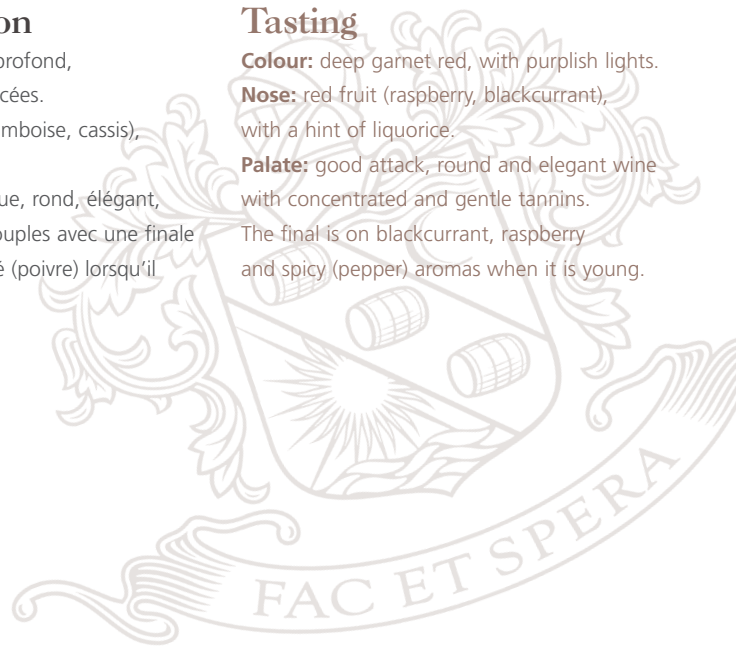 on
profond,
cées.
mboise, cassis),
ue, rond, élégant,
ouples avec une finale
é (poivre) lorsqu'il
Tasting
Colour: deep garnet red, with purplish lights.
Nose: red fruit (raspberry, blackcurrant),
with a hint of liquorice.
Palate: good attack, round and elegant wine
with concentrated and gentle tannins.
The final is on blackcurrant, raspberry
and spicy (pepper) aromas when it is young.
FAC ET SPERA